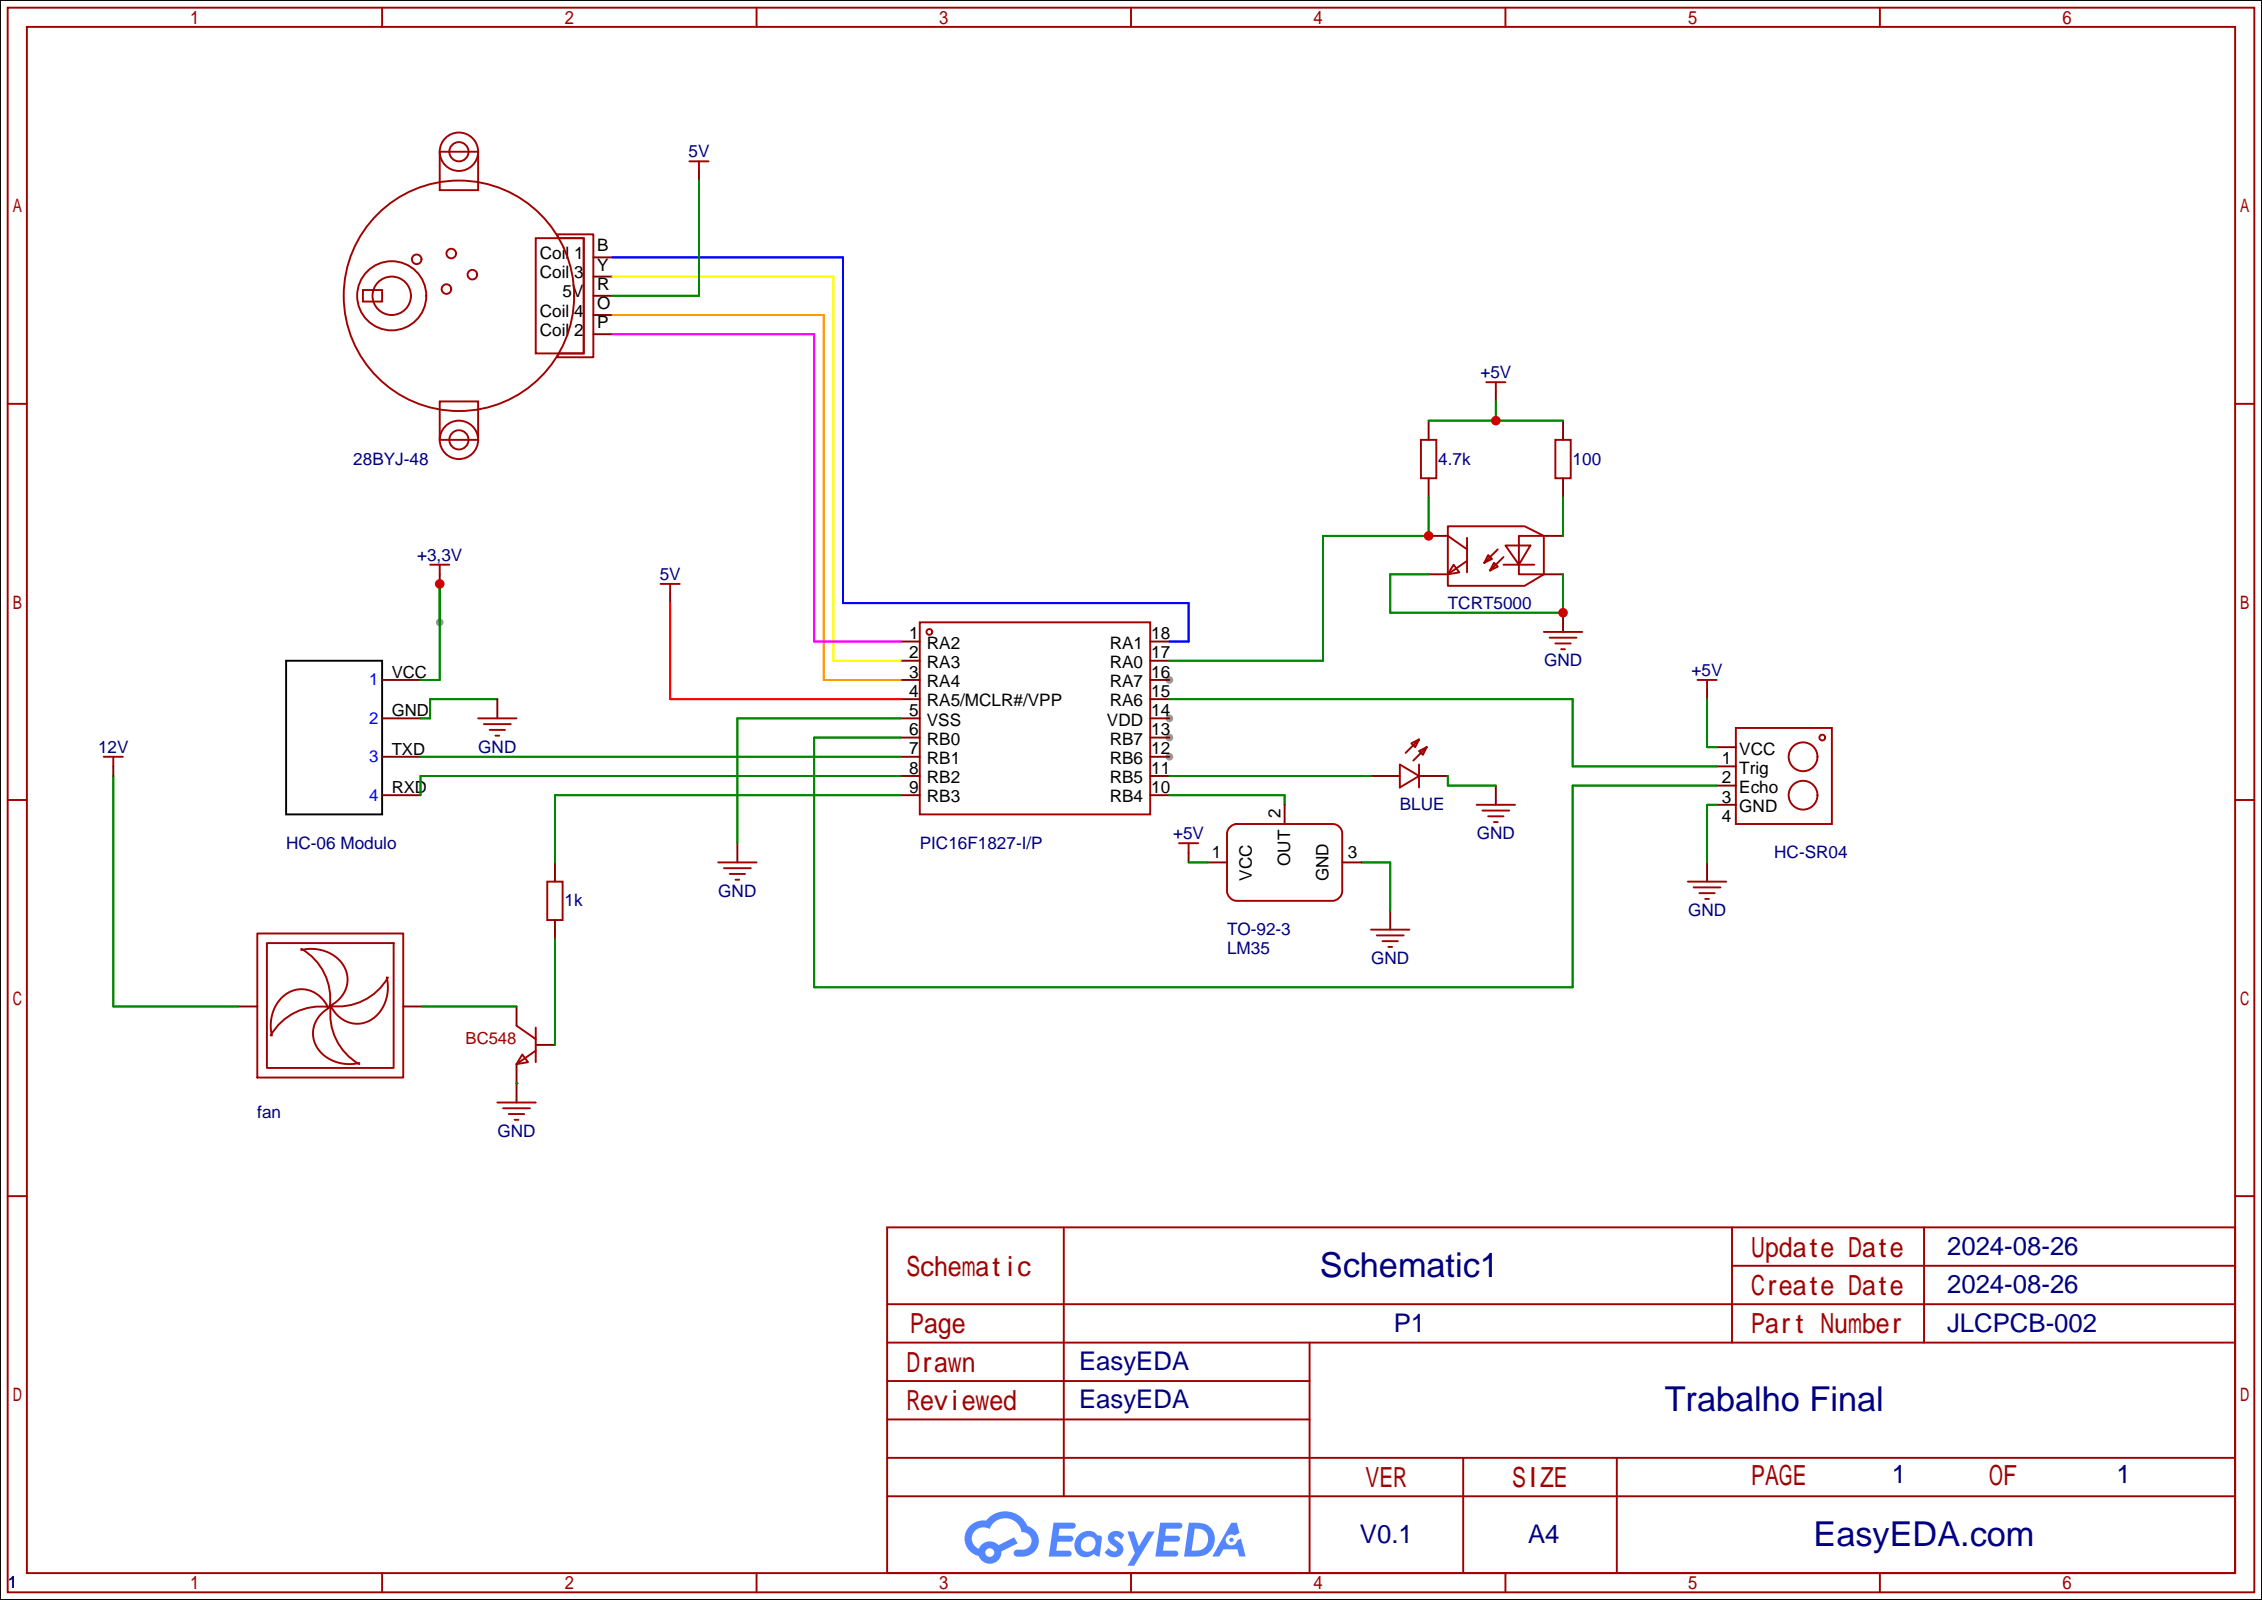 1 2 3 4 5 6
A A
5V
Coil 1 B
Coil 3 Y
5V R
Coil 4 O
Coil 2 P
28BYJ-48
+5V
4.7k 100
TCRT5000
GND
+3,3V
5V
B B
1 VCC
2 GND
3 TXD
4 RXD
GND
HC-06 Modulo
12V
1 RA2 RA1 18
2 RA3 RA0 17
3 RA4 RA7 16
4 RA5/MCLR#/VPP RA6 15
5 VSS VDD 14
6 RB0 RB7 13
7 RB1 RB6 12
8 RB2 RB5 11
9 RB3 RB4 10
PIC16F1827-I/P
GND
BLUE
GND
+5V
1 VCC
2 OUT
3 GND
TO-92-3
LM35
GND
+5V
VCC
1 Trig
2 Echo
3 GND
4
HC-SR04
GND
1k
C C
BC548
fan
GND
Schematic Schematic1 Update Date 2024-08-26
Create Date 2024-08-26
Page P1 Part Number JLCPCB-002
Drawn EasyEDA
Reviewed EasyEDA
Trabalho Final
D D
VER SIZE PAGE 1 OF 1
EasyEDA V0.1 A4 EasyEDA.com
1 1 2 3 4 5 6